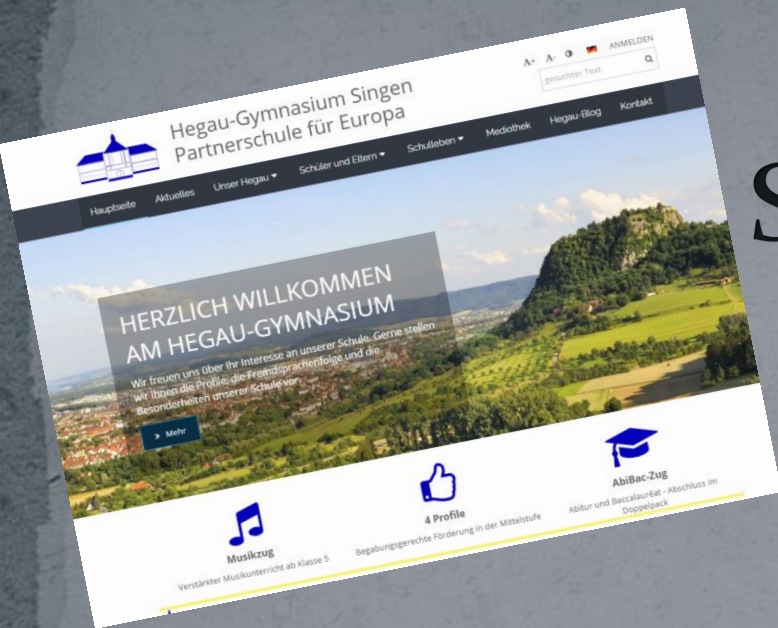 A+ A- ANMELDEN
gesuchter Text
Hegau-Gymnasium Singen
Partnerschule für Europa
Hauptseite Aktuelles Unser Hegau Schüler und Eltern Schulleben Mediothek Hegau-Blog Kontakt
HERZLICH WILLKOMMEN
AM HEGAU-GYMNASIUM
Wir freuen uns über Ihr Interesse an unserer Schule. Gerne stellen
wir Ihnen die Profile, die Fremdsprachenfolge und die
Besonderheiten unserer Schule vor
» Mehr
Musikzug
Verstärkter Musikunterricht ab Klasse 5
4 Profile
Begabungsgerechte Förderung in der Mittelstufe
AbiBac-Zug
Abitur und Baccalauréat - Abschluss im
Doppelpack